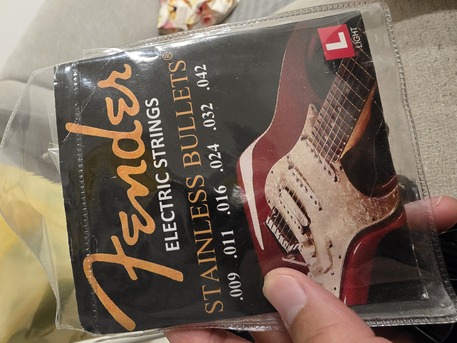 Fender®
ELECTRIC STRINGS
STAINLESS BULLETS
.009 .011 .016 .024 .032 .042
L
LIGHT